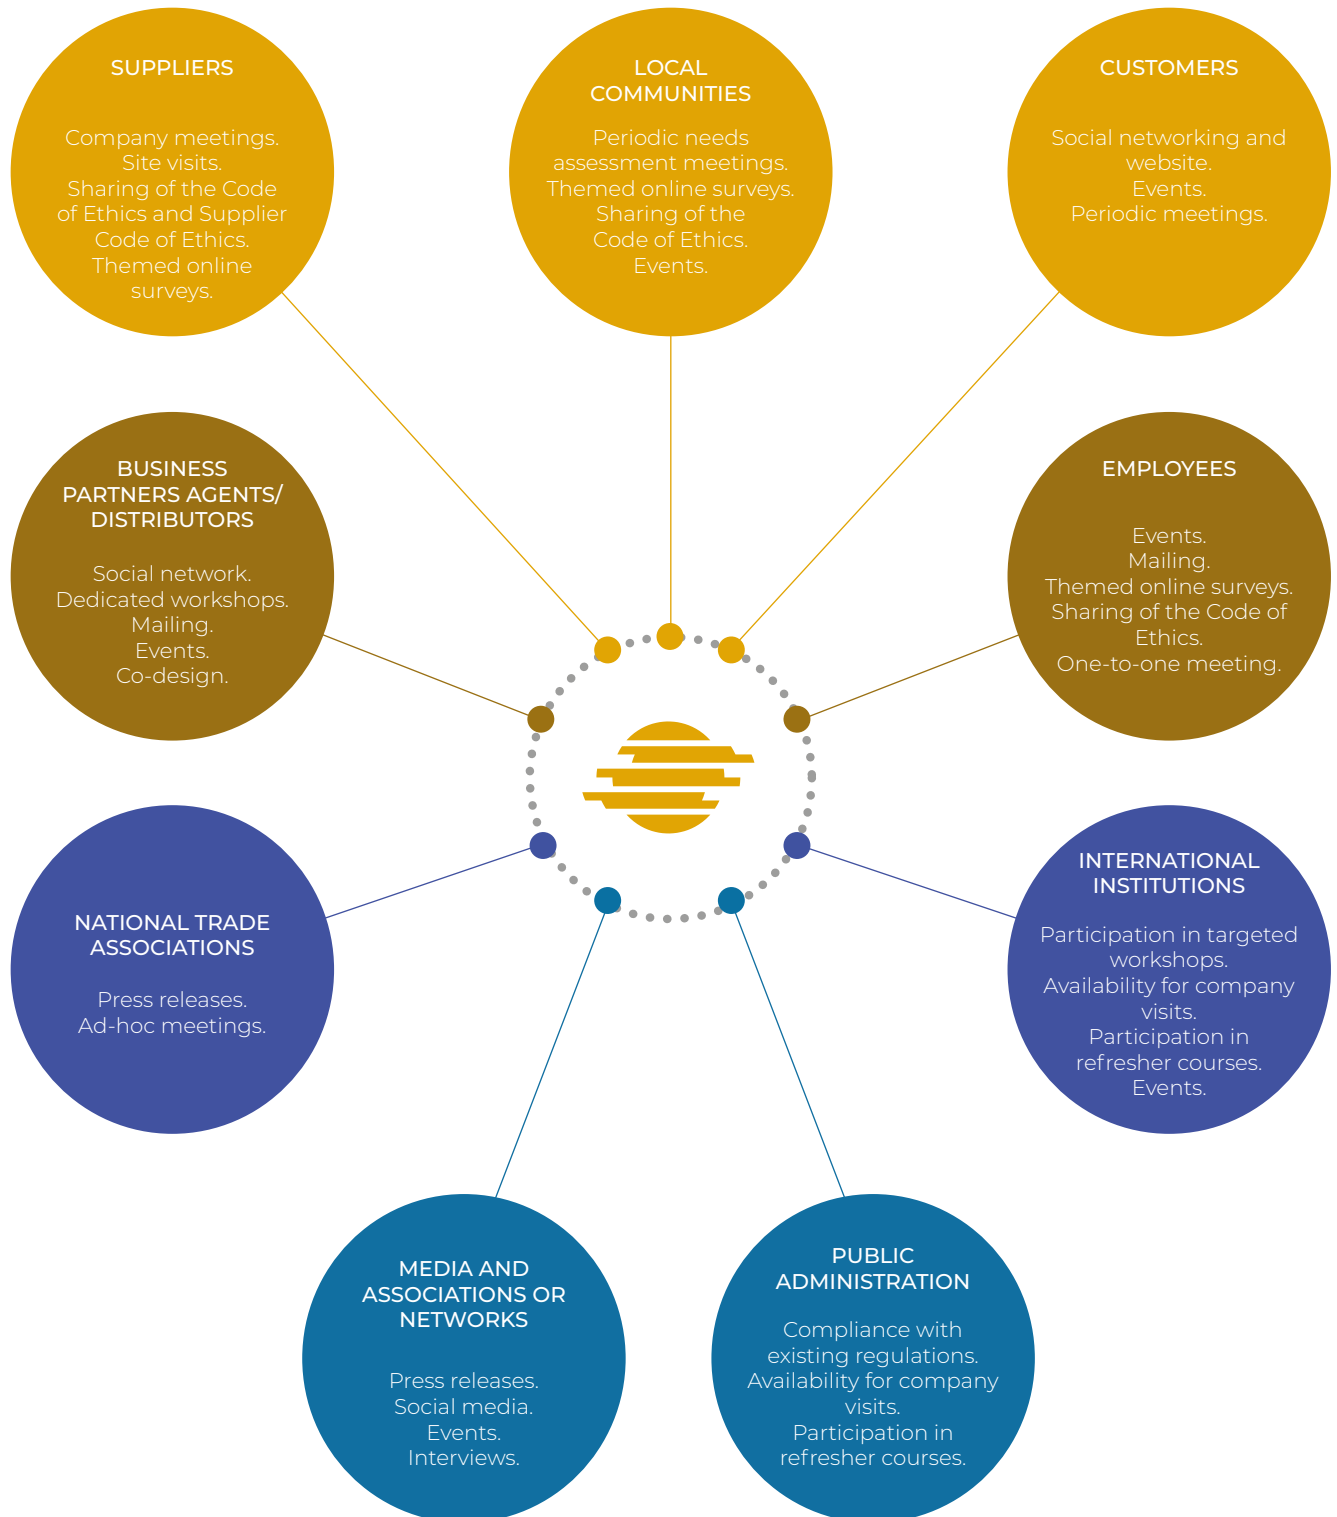 SUPPLIERS
Company meetings.
Site visits.
Sharing of the Code
of Ethics and Supplier
Code of Ethics.
Themed online
surveys.
LOCAL
COMMUNITIES
Periodic needs
assessment meetings.
Themed online surveys.
Sharing of the
Code of Ethics.
Events.
CUSTOMERS
Social networking and
website.
Events.
Periodic meetings.
BUSINESS
PARTNERS AGENTS/
DISTRIBUTORS
Social network.
Dedicated workshops.
Mailing.
Events.
Co-design.
EMPLOYEES
Events.
Mailing.
Themed online surveys.
Sharing of the Code of
Ethics.
One-to-one meeting.
NATIONAL TRADE
ASSOCIATIONS
Press releases.
Ad-hoc meetings.
INTERNATIONAL
INSTITUTIONS
Participation in targeted
workshops.
Availability for company
visits.
Participation in
refresher courses.
Events.
MEDIA AND
ASSOCIATIONS OR
NETWORKS
Press releases.
Social media.
Events.
Interviews.
PUBLIC
ADMINISTRATION
Compliance with
existing regulations.
Availability for company
visits.
Participation in
refresher courses.